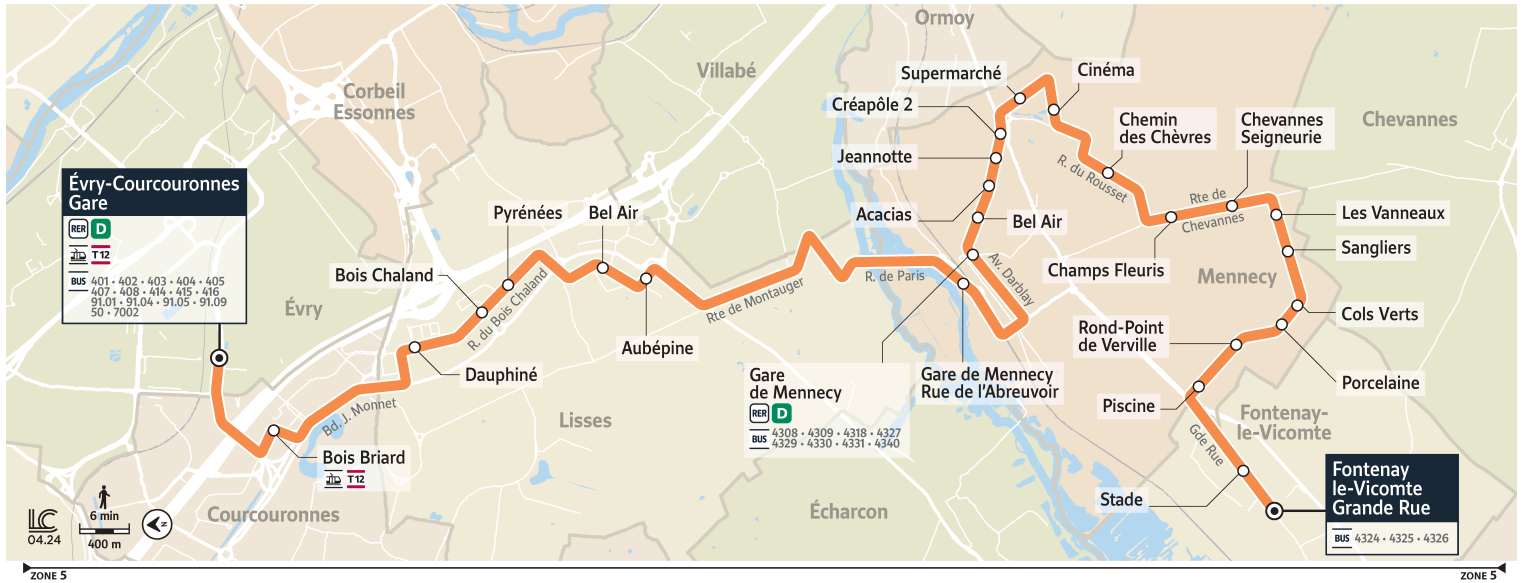 Ormoy
Villabé
Corbeil
Essonnes
Chevannes
Supermarché
Cinéma
Créapôle 2
Chemin
des Chèvres
Chevannes
Seigneurie
Jeannotte
R. du Rousset
Évry-Courcouronnes
Gare
RER D
T12
BUS
401 • 402 • 403 • 404 • 405
407 • 408 • 414 • 415 • 416
91.01 • 91.04 • 91.05 • 91.09
50 • 7002
Pyrénées
Bel Air
Acacias
Bel Air
Rte de
Chevannes
Les Vanneaux
Sangliers
Bois Chaland
R. du Bois Chaland
Rte de Montauger
R. de Paris
Av. Darblay
Champs Fleuris
Mennecy
Évry
Cols Verts
Aubépine
Rond-Point
de Verville
Dauphiné
Gare
de Mennecy
RER D
BUS
4308 • 4309 • 4318 • 4327
4329 • 4330 • 4331 • 4340
Gare de Mennecy
Rue de l'Abreuvoir
Porcelaine
Piscine
Bd. J. Monnet
Lisses
Fontenay-
le-Vicomte
Gde Rue
Bois Briard
T12
Fontenay
le-Vicomte
Grande Rue
BUS 4324 • 4325 • 4326
Stade
Courcouronnes
Écharcon
LC
04.24
6 min
400 m
N
ZONE 5
ZONE 5